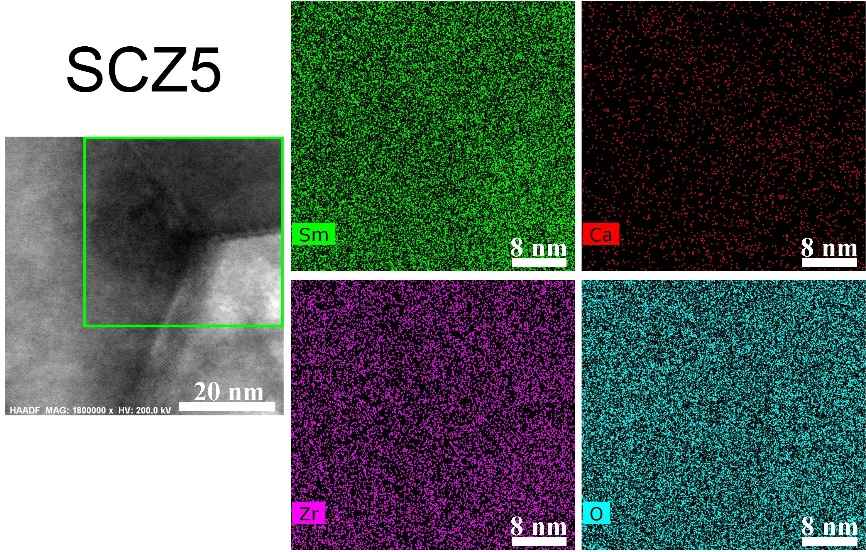 SCZ5
20 nm
HAADF MAG: 1800000 x HV: 200.0 kV
Sm
8 nm
Ca
8 nm
Zr
8 nm
O
8 nm